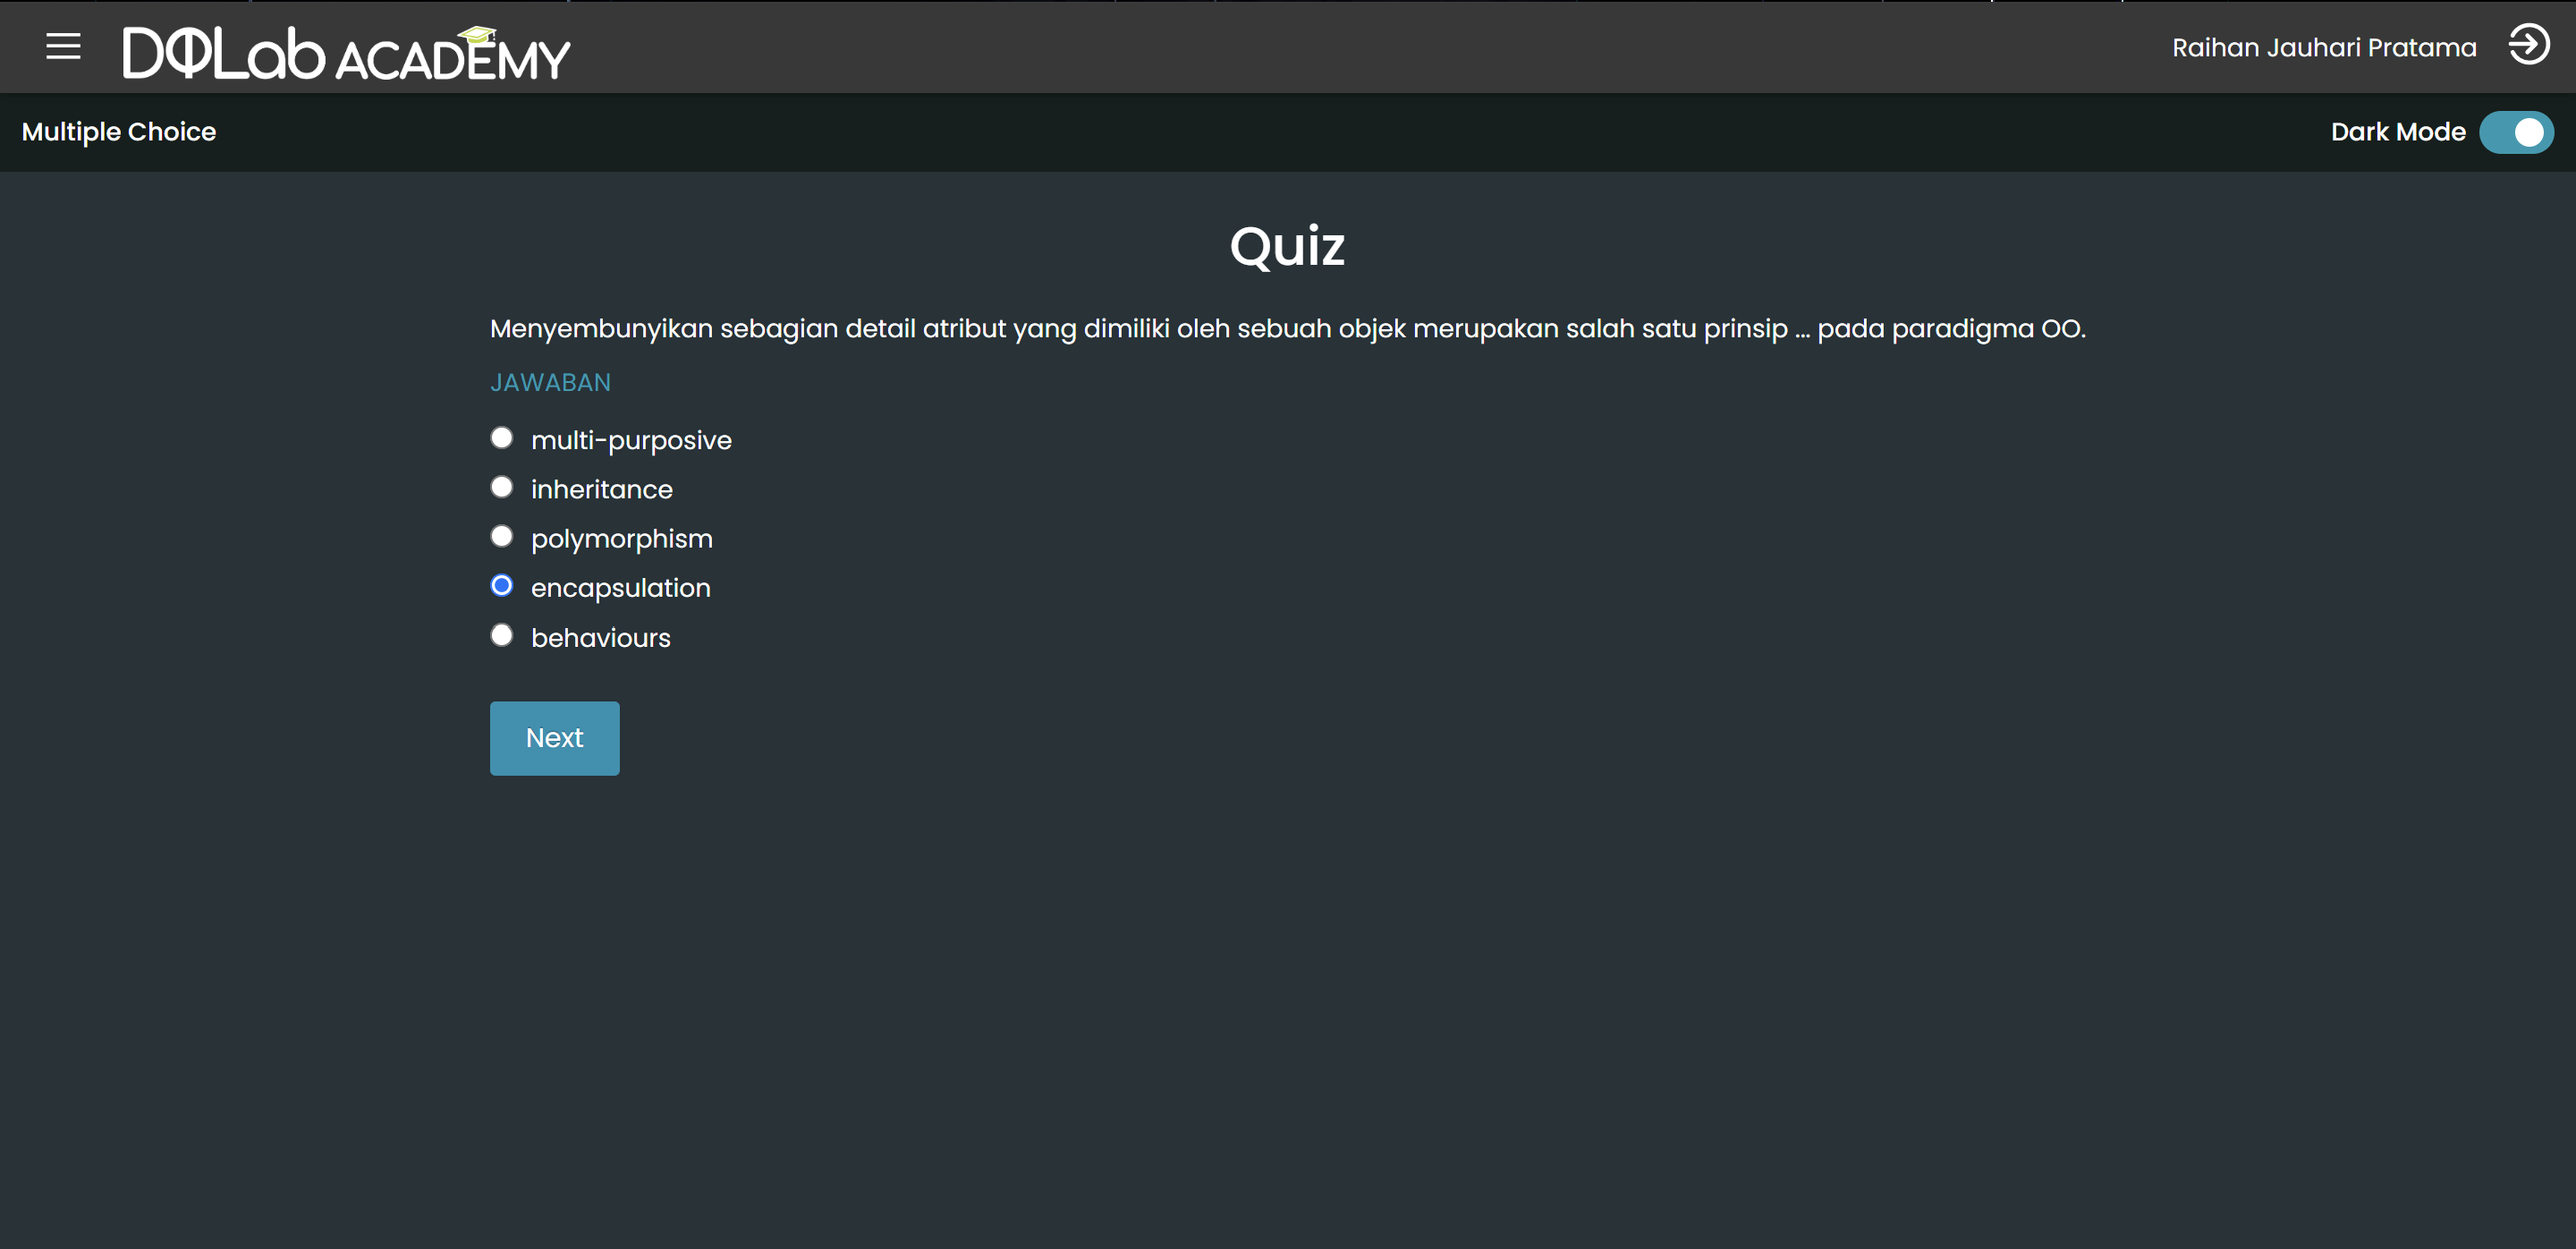 DQLab ACADEMY
Raihan Jauhari Pratama
Multiple Choice
Dark Mode
Quiz
Menyembunyikan sebagian detail atribut yang dimiliki oleh sebuah objek merupakan salah satu prinsip ... pada paradigma OO.
JAWABAN
multi-purposive
inheritance
polymorphism
encapsulation
behaviours
Next